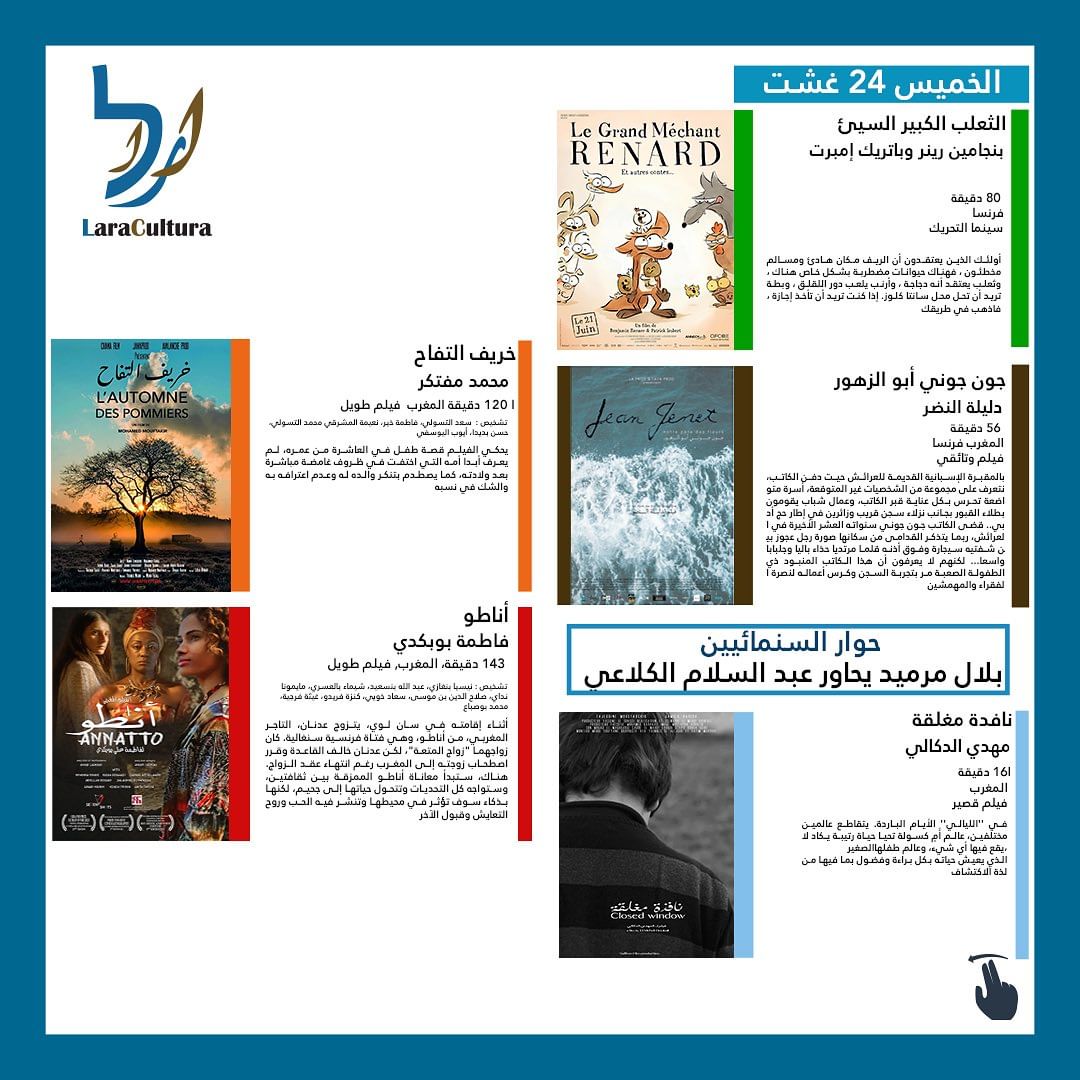 الخميس 24 غشت
الثعلب الكبير السيئ
بنجامين رينر وباتريك إمبرت
80 دقيقة
فرنسا
سينما التحريك
أولئك الذين يعتقدون أن الريف مكان هادئ ومسالم
مخطئون ، فهناك حيوانات مضطربة بشكل خاص هناك ،
وثعلب يعتقد أنه دجاجة ، وأرنب يلعب دور اللقلق ، وبطة
تريد أن تحل محل سانتا كلوز. إذا كنت تريد أن تأخذ إجازة ،
فاذهب في طريقك
Le Grand Méchant
RENARD
Et autres contes...
Le 21
Juin
Un film de
Benjamin Renner & Patrick Imbert
جون جوني أبو الزهور
دليلة النضر
56 دقيقة
المغرب فرنسا
فيلم وثائقي
بالمقبرة الإسبانية القديمة للعرائش حيث دفن الكاتب،
نتعرف على مجموعة من الشخصيات غير المتوقعة، أسرة متو
اضعة تحرس بكل عناية قبر الكاتب، وعمال شباب يقومون
بطلاء القبور بجانب نزلاء سجن قريب وزائرين في إطار حج أد
بي.. قضى الكاتب جون جوني سنواته العشر الأخيرة في ا
لعرائش، ربما يتذكر القدامى من سكانها صورة رجل عجوز بي
ن شفتيه سيجارة وفوق أذنه قلما مرتديا حذاء باليا وجلبابا
واسعا... لكنهم لا يعرفون أن هذا الكاتب المنبوذ ذي
الطفولة الصعبة مر بتجربة السجن وكرس أعماله لنصرة ا
لفقراء والمهمشين
Jean Genet
حوار السنمائيين
بلال مرميد يحاور عبد السلام الكلاعي
نافدة مغلقة
مهدي الدكالي
16ا دقيقة
المغرب
فيلم قصير
في "الليالي" الأيام الباردة. يتقاطع عالمين
مختلفين، عالم أم كسولة تحيا حياة رتيبة يكاد لا
،يقع فيها أي شيء، وعالم طفلهاالصغير
الذي يعيش حياته بكل براءة وفضول بما فيها من
لذة الاكتشاف
نافذة مغلقة
Closed window
LaraCultura
خريف التفاح
محمد مفتكر
ا 120 دقيقة المغرب فيلم طويل
تشخيص : سعد التسولي، فاطمة خير، نعيمة المشرقي محمد التسولي،
حسن بديدا، أيوب اليوسفي
يحكي الفيلم قصة طفل في العاشرة من عمره، لم
يعرف أبدا أمه التي اختفت في ظروف غامضة مباشرة
بعد ولادته، كما يصطدم بتنكر والده له وعدم اعترافه به
والشك في نسبه
CHAMA FILM JANAPROD AVALANCHE PROD
خريف التفاح
L'AUTOMNE
DES POMMIERS
UN FILM DE
MOHAMED MOUFTAKIR
أناطو
فاطمة بوبكدي
143 دقيقة، المغرب, فيلم طويل
تشخيص : نيسيا بنغازي، عبد الله بنسعيد، شيماء بالعسري، مايمونا
نداي، صلاح الدين بن موسى، سعاد خويي، كنزة فريدو، غيثة فرجية،
محمد بوصباع
أثناء إقامته في سان لوي، يتزوج عدنان، التاجر
المغربي، من أناطو، وهي فتاة فرنسية سنغالية. كان
زواجهما "زواج المتعة"، لكن عدنان خالف القاعدة وقرر
اصطحاب زوجته إلى المغرب رغم انتهاء عقد الزواج.
هناك، ستبدأ معاناة أناطو الممزقة بين ثقافتين،
وستواجه كل التحديات وتتحول حياتها إلى جحيم، لكنها
بذكاء سوف تؤثر في محيطها وتنشر فيه الحب وروح
التعايش وقبول الآخر
أنطو
ANNATTO